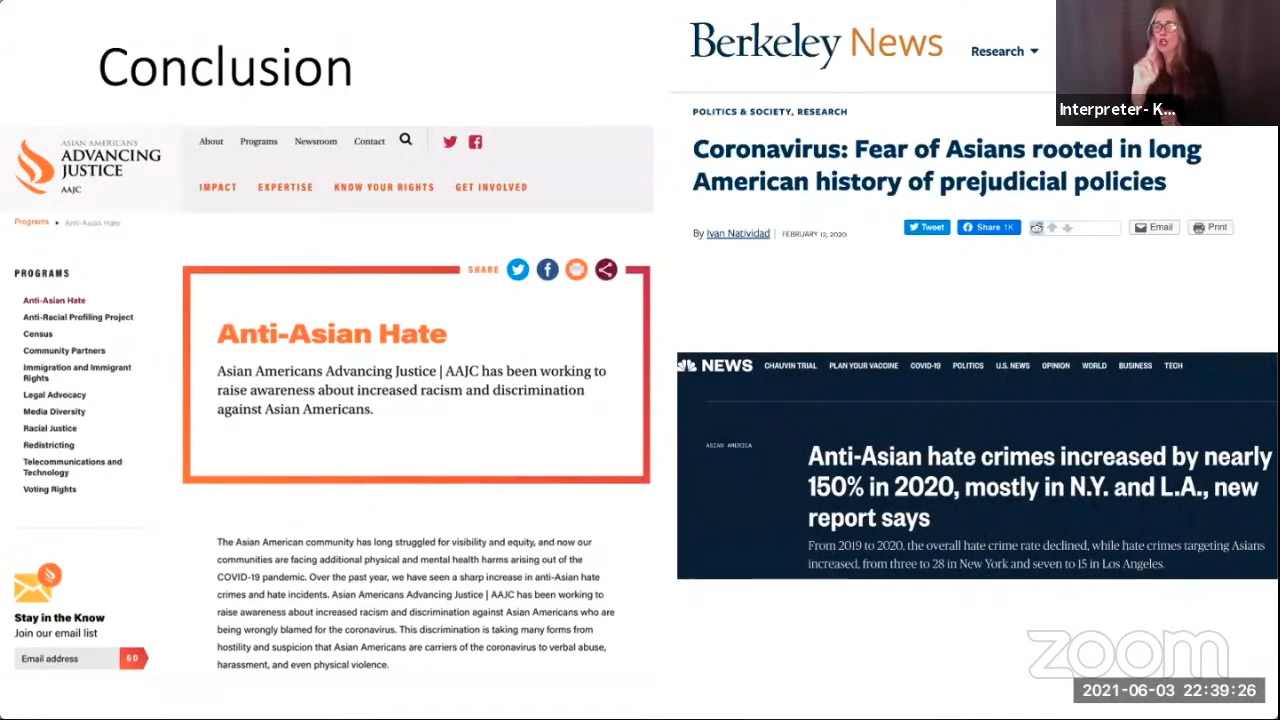 Conclusion
ASIAN AMERICANS
ADVANCING
JUSTICE
AAJC
About Programs Newsroom Contact
IMPACT EXPERTISE KNOW YOUR RIGHTS GET INVOLVED
Programs ▸ Anti-Asian Hate
PROGRAMS
Anti-Asian Hate
Anti-Racial Profiling Project
Census
Community Partners
Immigration and Immigrant
Rights
Legal Advocacy
Media Diversity
Racial Justice
Redistricting
Telecommunications and
Technology
Voting Rights
Stay in the Know
Join our email list
Email address GO
SHARE
Anti-Asian Hate
Asian Americans Advancing Justice | AAJC has been working to
raise awareness about increased racism and discrimination
against Asian Americans.
The Asian American community has long struggled for visibility and equity, and now our
communities are facing additional physical and mental health harms arising out of the
COVID-19 pandemic. Over the past year, we have seen a sharp increase in anti-Asian hate
crimes and hate incidents. Asian Americans Advancing Justice | AAJC has been working to
raise awareness about increased racism and discrimination against Asian Americans who are
being wrongly blamed for the coronavirus. This discrimination is taking many forms from
hostility and suspicion that Asian Americans are carriers of the coronavirus to verbal abuse,
harassment, and even physical violence.
Berkeley News Research
Interpreter- K...
POLITICS & SOCIETY, RESEARCH
Coronavirus: Fear of Asians rooted in long
American history of prejudicial policies
By Ivan Natividad | FEBRUARY 12, 2020
Tweet Share 1K Email Print
NEWS CHAUVIN TRIAL PLAN YOUR VACCINE COVID-19 POLITICS U.S. NEWS OPINION WORLD BUSINESS TECH
ASIAN AMERICA
Anti-Asian hate crimes increased by nearly
150% in 2020, mostly in N.Y. and L.A., new
report says
From 2019 to 2020, the overall hate crime rate declined, while hate crimes targeting Asians
increased, from three to 28 in New York and seven to 15 in Los Angeles.
zoom
2021-06-03 22:39:26